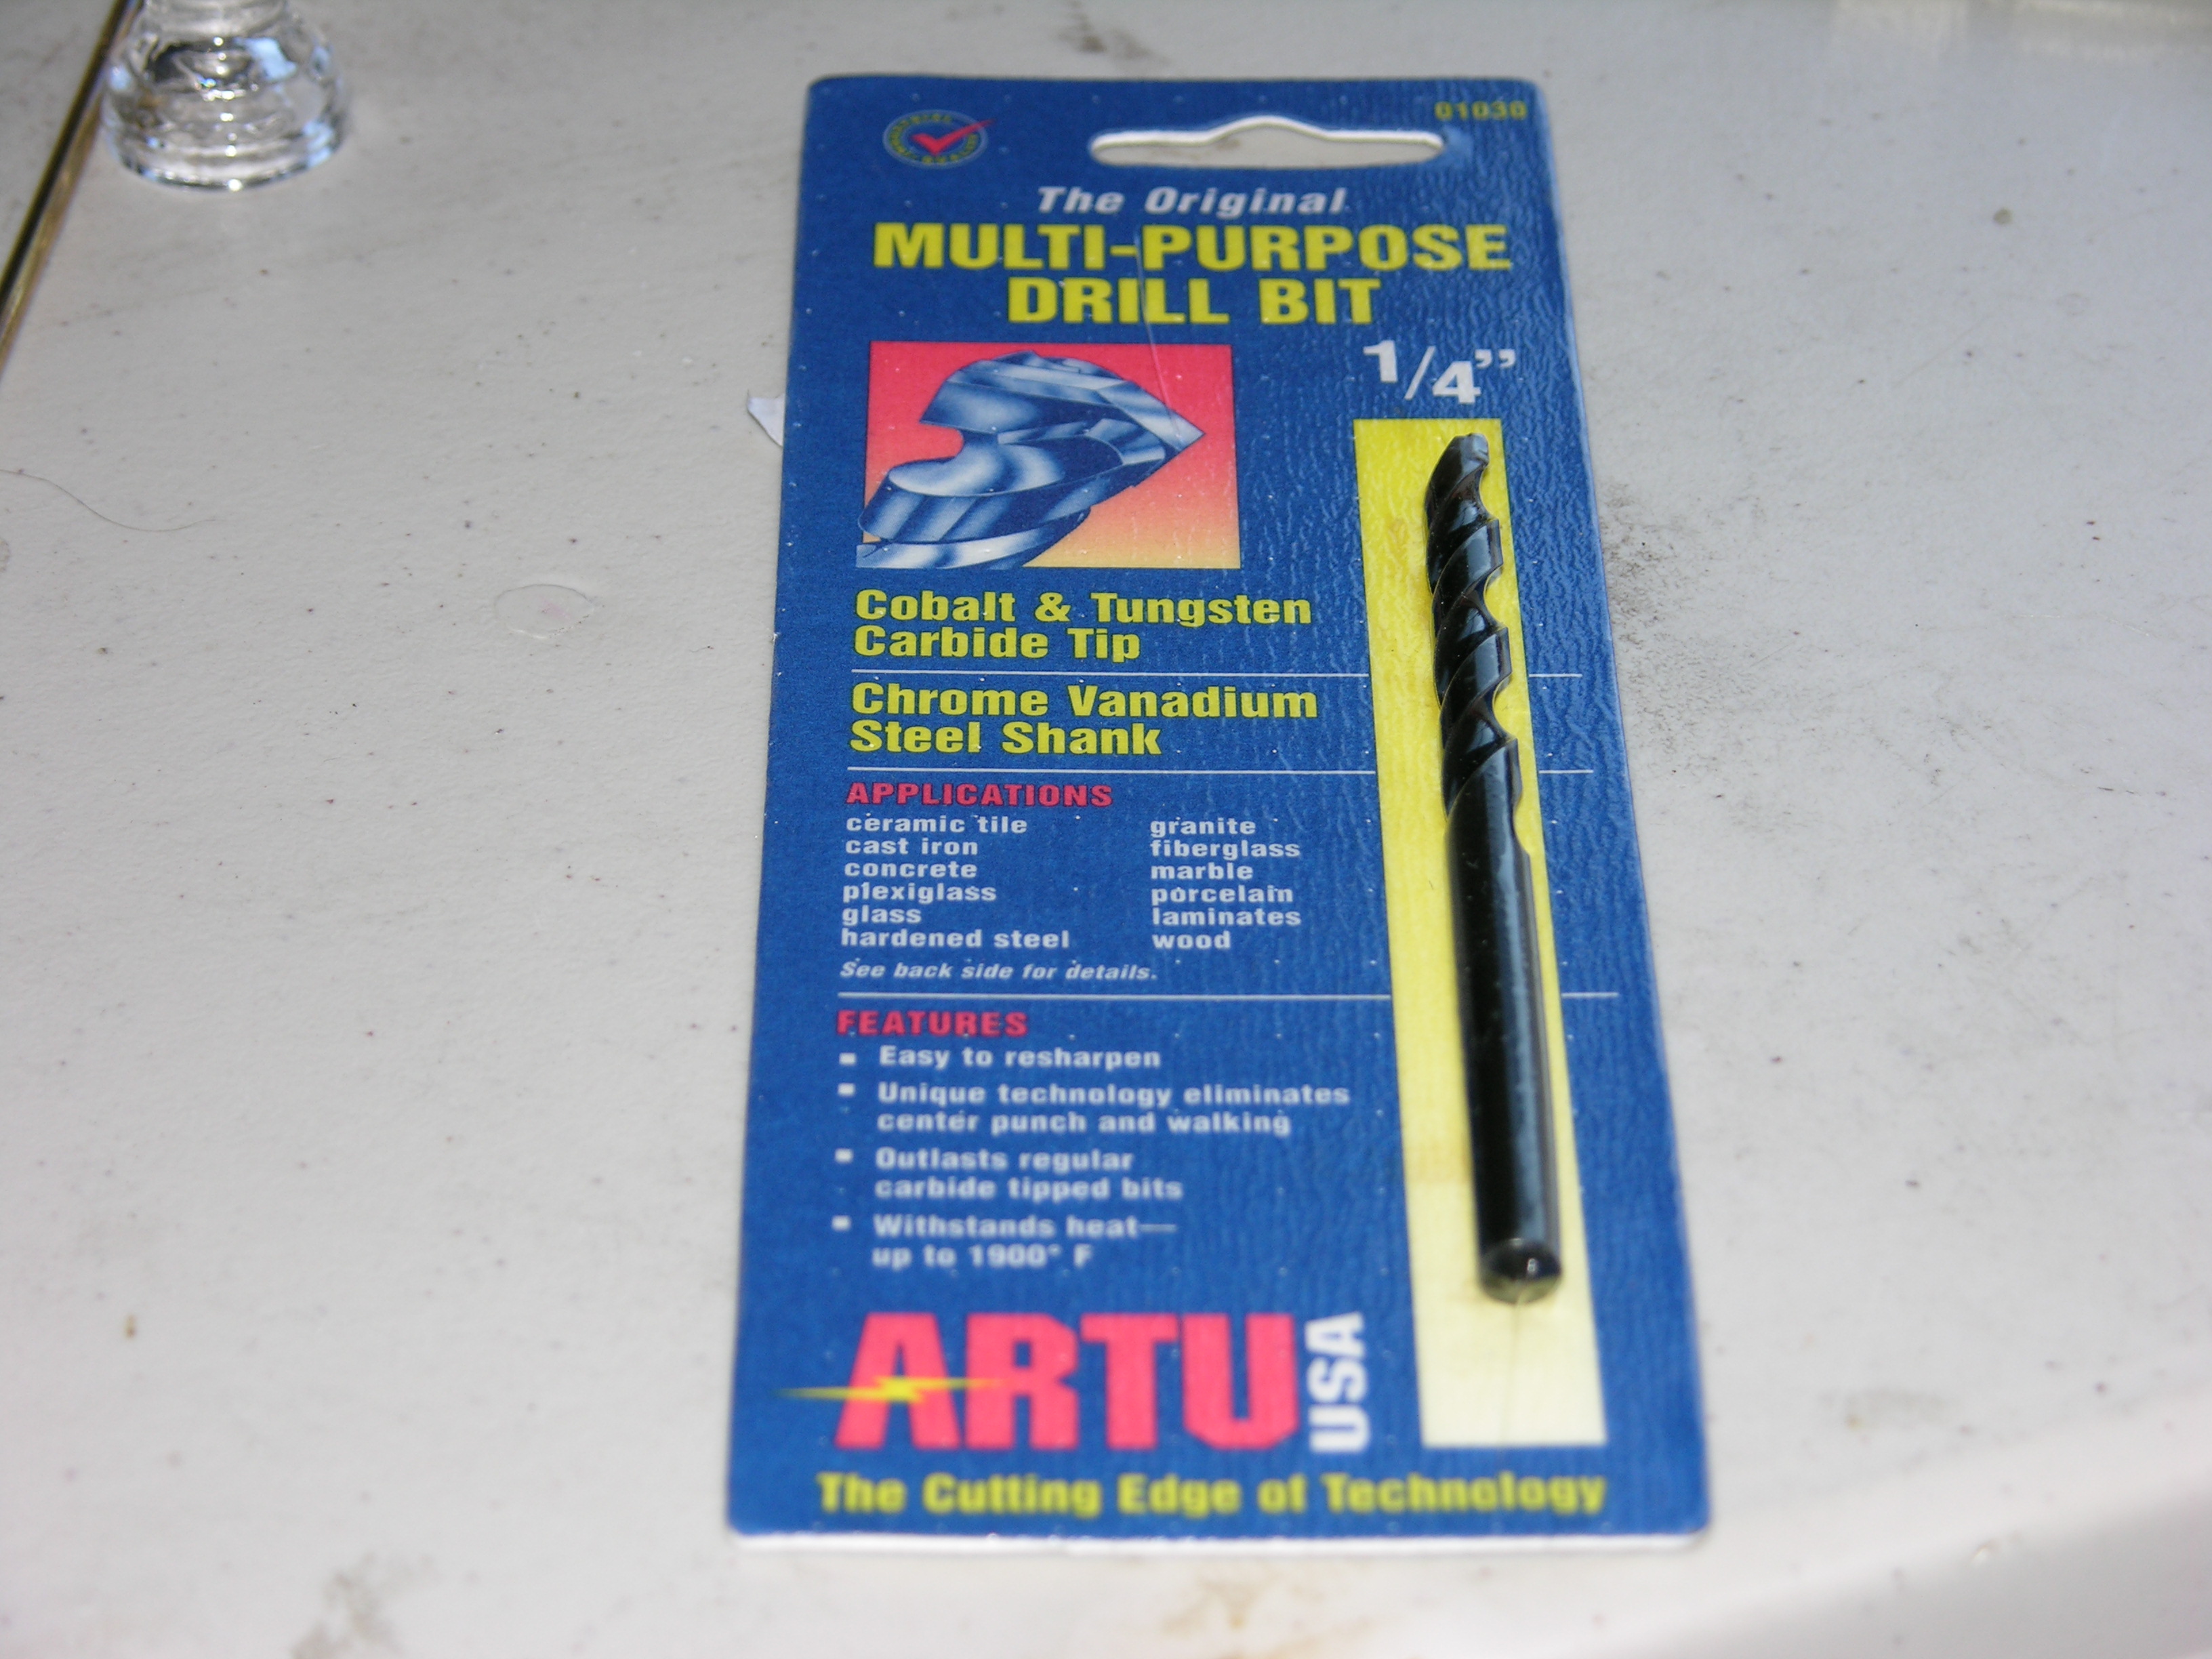 01030
The Original
MULTI-PURPOSE
DRILL BIT
1/4”
Cobalt & Tungsten
Carbide Tip
Chrome Vanadium
Steel Shank
APPLICATIONS
ceramic tile
cast iron
concrete
plexiglass
glass
hardened steel
granite
fiberglass
marble
porcelain
laminates
wood
See back side for details.
FEATURES
Easy to resharpen
Unique technology eliminates
center punch and walking
Outlasts regular
carbide tipped bits
Withstands heat—
up to 1900° F
ARTU USA
The Cutting Edge of Technology